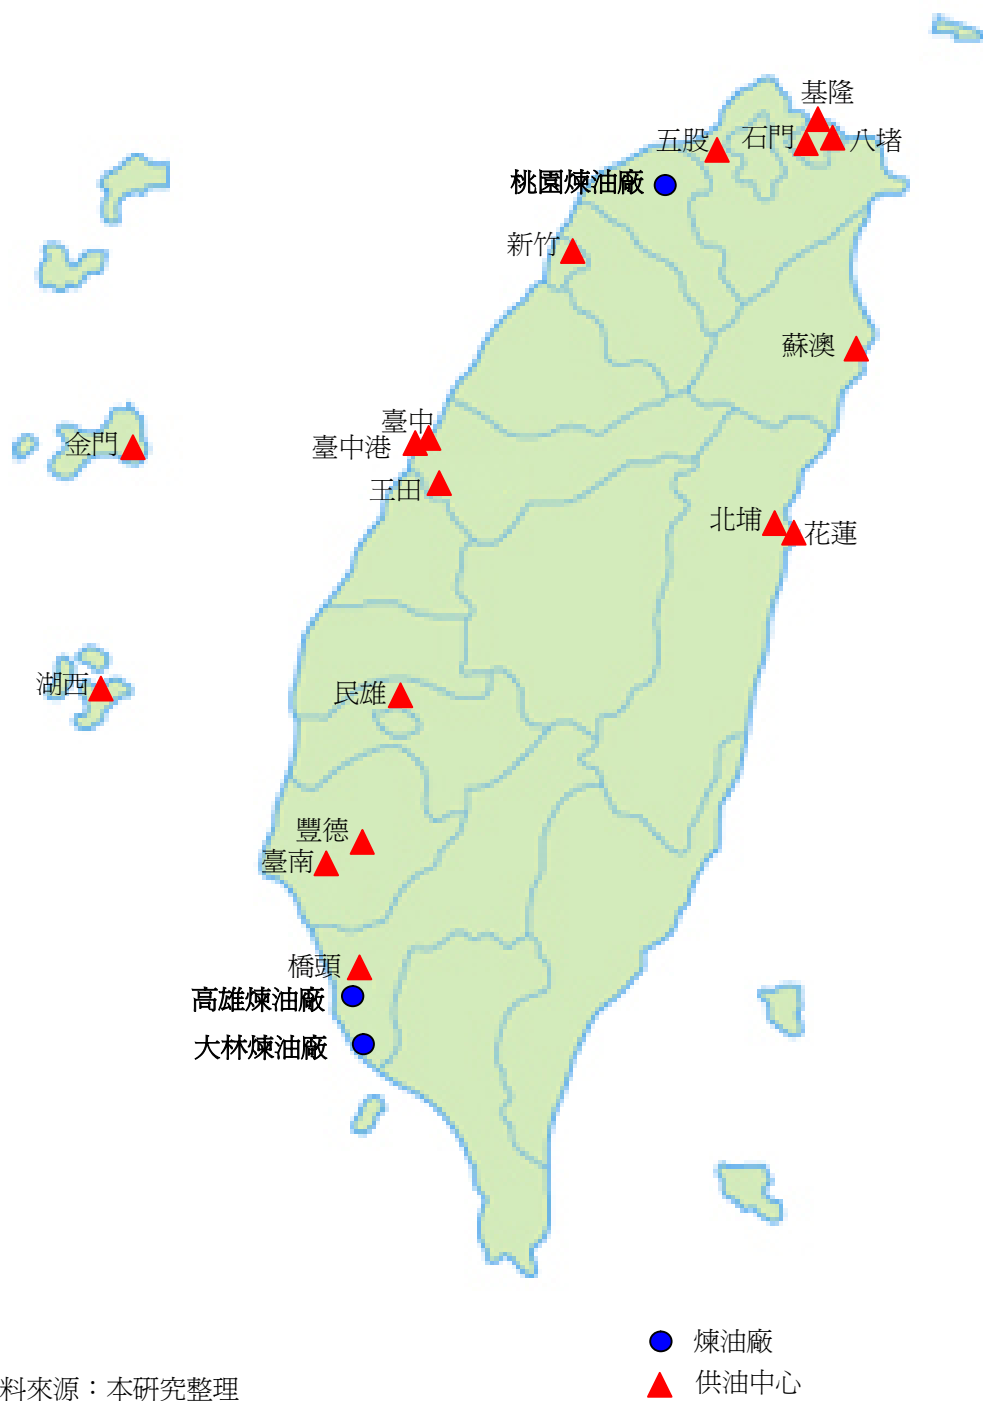 基隆
五股
石門
八堵
桃園煉油廠
新竹
蘇澳
臺中
臺中港
金門
王田
北埔
花蓮
湖西
民雄
豐德
臺南
橋頭
高雄煉油廠
大林煉油廠
煉油廠
供油中心
料來源：本研究整理